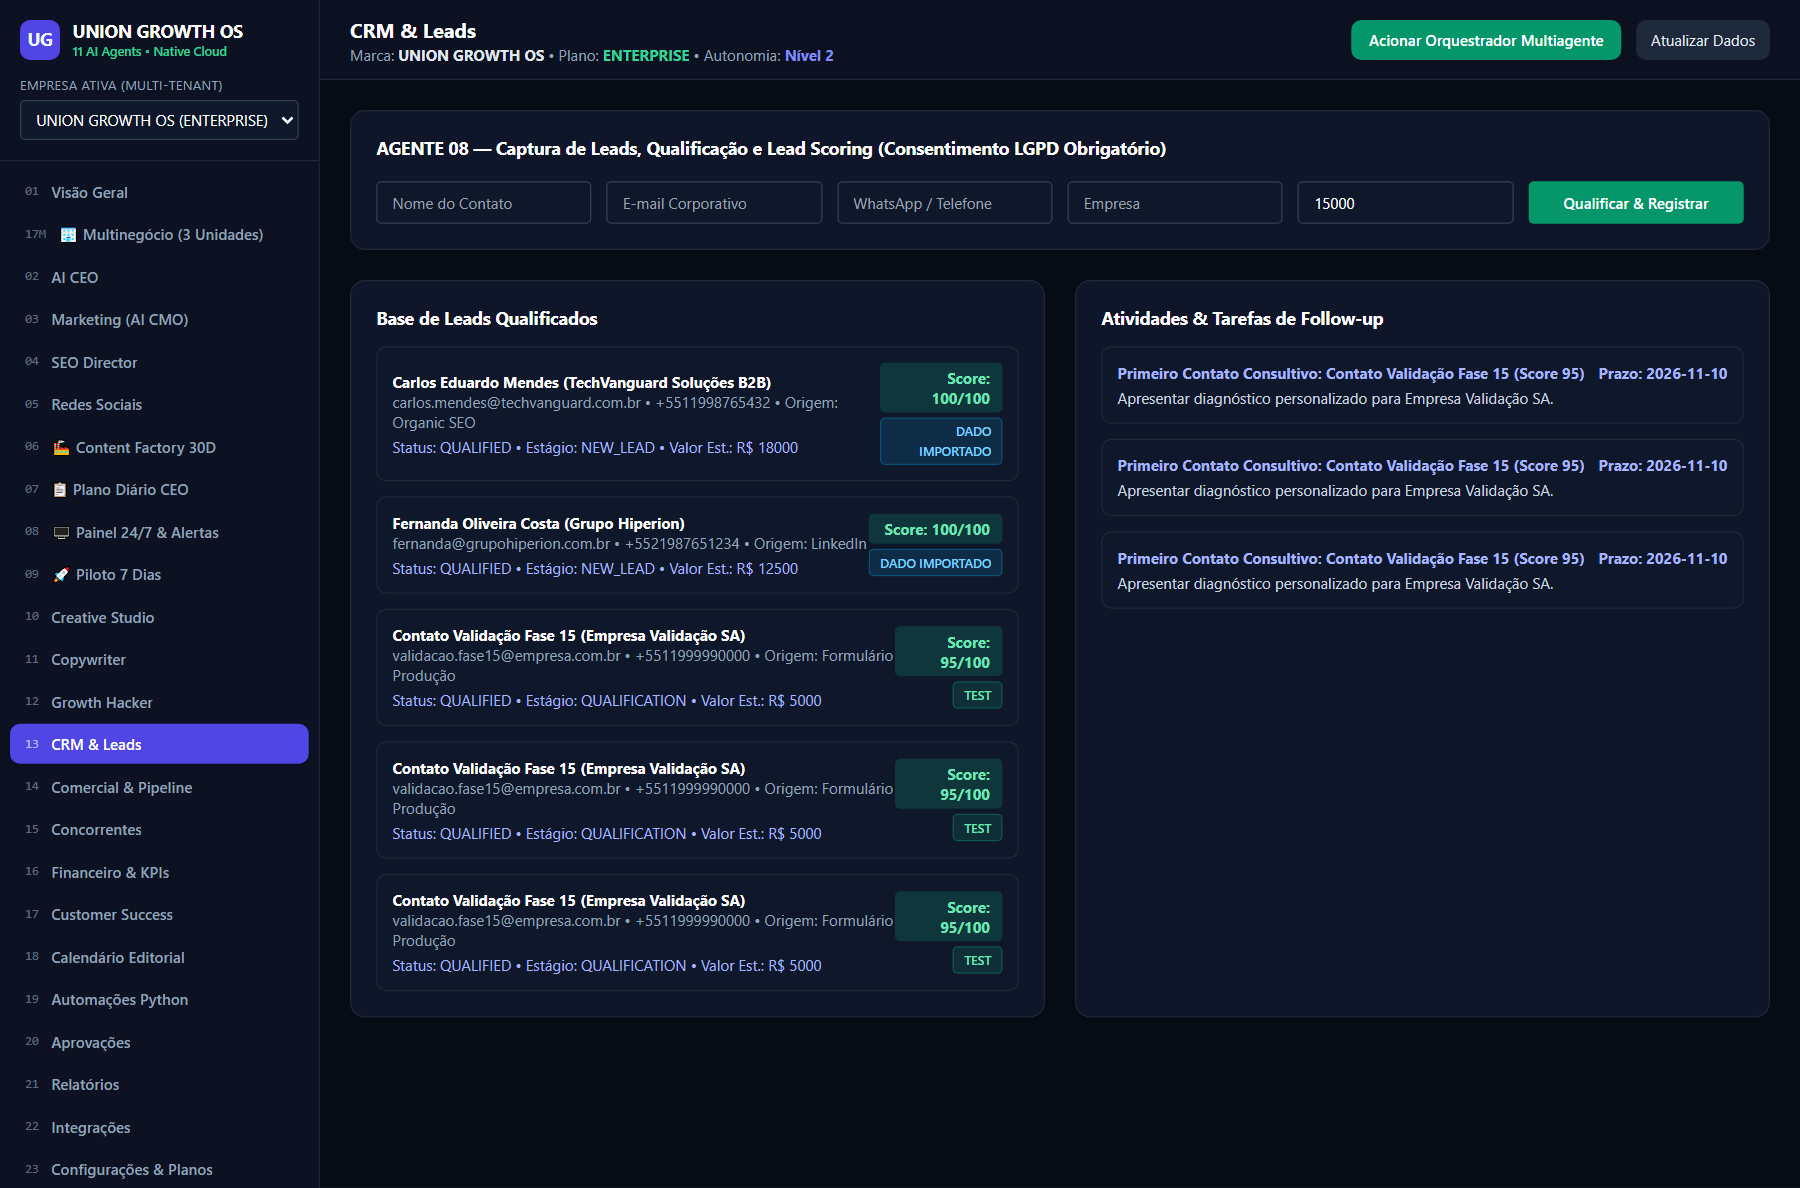 UG
UNION GROWTH OS
11 AI Agents • Native Cloud
EMPRESA ATIVA (MULTI-TENANT)
UNION GROWTH OS (ENTERPRISE)
01 Visão Geral
17M 🏢 Multinegócio (3 Unidades)
02 AI CEO
03 Marketing (AI CMO)
04 SEO Director
05 Redes Sociais
06 🏭 Content Factory 30D
07 📋 Plano Diário CEO
08 🖥️ Painel 24/7 & Alertas
09 🚀 Piloto 7 Dias
10 Creative Studio
11 Copywriter
12 Growth Hacker
13 CRM & Leads
14 Comercial & Pipeline
15 Concorrentes
16 Financeiro & KPIs
17 Customer Success
18 Calendário Editorial
19 Automações Python
20 Aprovações
21 Relatórios
22 Integrações
23 Configurações & Planos
CRM & Leads
Marca: UNION GROWTH OS • Plano: ENTERPRISE • Autonomia: Nível 2
Acionar Orquestrador Multiagente
Atualizar Dados
AGENTE 08 — Captura de Leads, Qualificação e Lead Scoring (Consentimento LGPD Obrigatório)
Nome do Contato
E-mail Corporativo
WhatsApp / Telefone
Empresa
15000
Qualificar & Registrar
Base de Leads Qualificados
Carlos Eduardo Mendes (TechVanguard Soluções B2B)
carlos.mendes@techvanguard.com.br • +5511998765432 • Origem:
Organic SEO
Status: QUALIFIED • Estágio: NEW_LEAD • Valor Est.: R$ 18000
Score:
100/100
DADO
IMPORTADO
Fernanda Oliveira Costa (Grupo Hiperion)
fernanda@grupohiperion.com.br • +5521987651234 • Origem: LinkedIn
Status: QUALIFIED • Estágio: NEW_LEAD • Valor Est.: R$ 12500
Score: 100/100
DADO IMPORTADO
Contato Validação Fase 15 (Empresa Validação SA)
validacao.fase15@empresa.com.br • +5511999990000 • Origem: Formulário
Produção
Status: QUALIFIED • Estágio: QUALIFICATION • Valor Est.: R$ 5000
Score:
95/100
TEST
Contato Validação Fase 15 (Empresa Validação SA)
validacao.fase15@empresa.com.br • +5511999990000 • Origem: Formulário
Produção
Status: QUALIFIED • Estágio: QUALIFICATION • Valor Est.: R$ 5000
Score:
95/100
TEST
Contato Validação Fase 15 (Empresa Validação SA)
validacao.fase15@empresa.com.br • +5511999990000 • Origem: Formulário
Produção
Status: QUALIFIED • Estágio: QUALIFICATION • Valor Est.: R$ 5000
Score:
95/100
TEST
Atividades & Tarefas de Follow-up
Primeiro Contato Consultivo: Contato Validação Fase 15 (Score 95) Prazo: 2026-11-10
Apresentar diagnóstico personalizado para Empresa Validação SA.
Primeiro Contato Consultivo: Contato Validação Fase 15 (Score 95) Prazo: 2026-11-10
Apresentar diagnóstico personalizado para Empresa Validação SA.
Primeiro Contato Consultivo: Contato Validação Fase 15 (Score 95) Prazo: 2026-11-10
Apresentar diagnóstico personalizado para Empresa Validação SA.